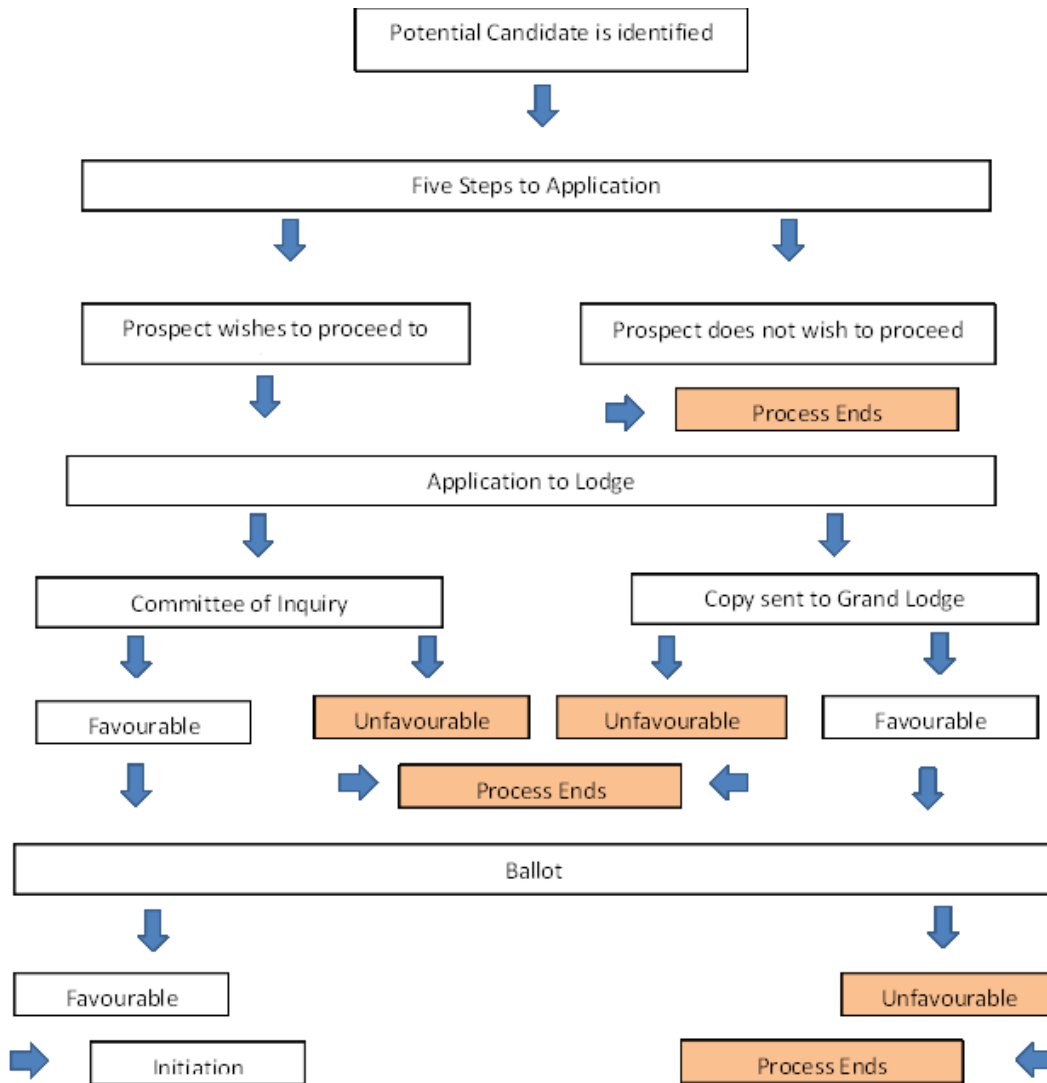 Potential Candidate is identified
Five Steps to Application
Prospect wishes to proceed to
Prospect does not wish to proceed
Process Ends
Application to Lodge
Committee of Inquiry
Copy sent to Grand Lodge
Favourable
Unfavourable
Unfavourable
Favourable
Process Ends
Ballot
Favourable
Unfavourable
Initiation
Process Ends